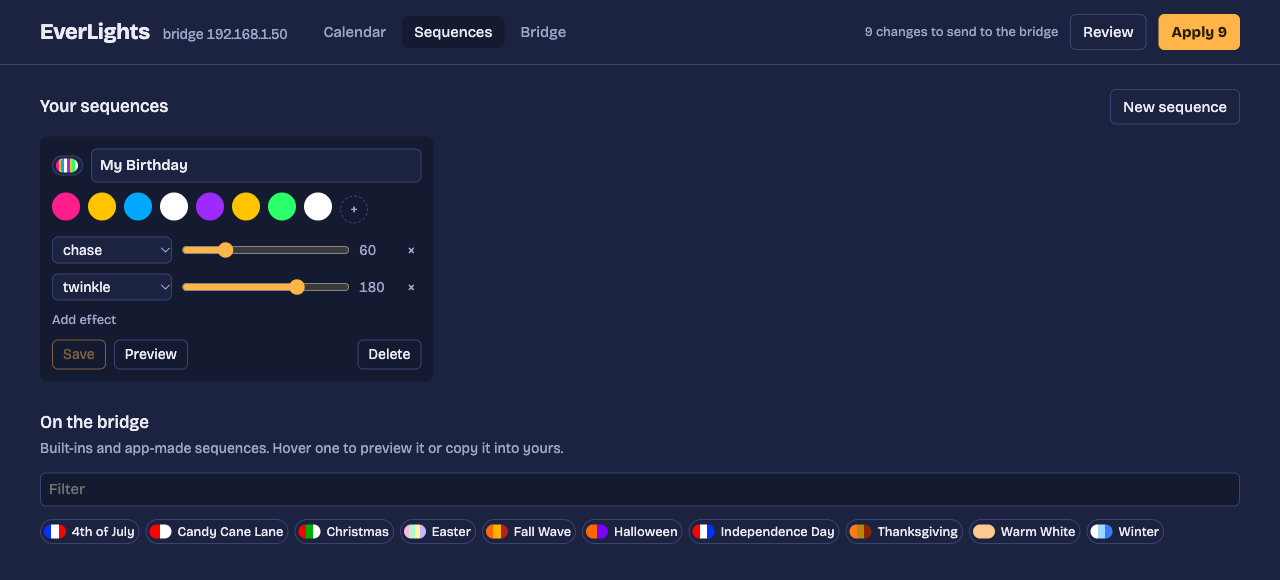 EverLights bridge 192.168.1.50 Calendar Sequences Bridge 9 changes to send to the bridge Review Apply 9
Your sequences New sequence
My Birthday
+
chase 60 ×
twinkle 180 ×
Add effect
Save Preview Delete
On the bridge
Built-ins and app-made sequences. Hover one to preview it or copy it into yours.
Filter
4th of July Candy Cane Lane Christmas Easter Fall Wave Halloween Independence Day Thanksgiving Warm White Winter